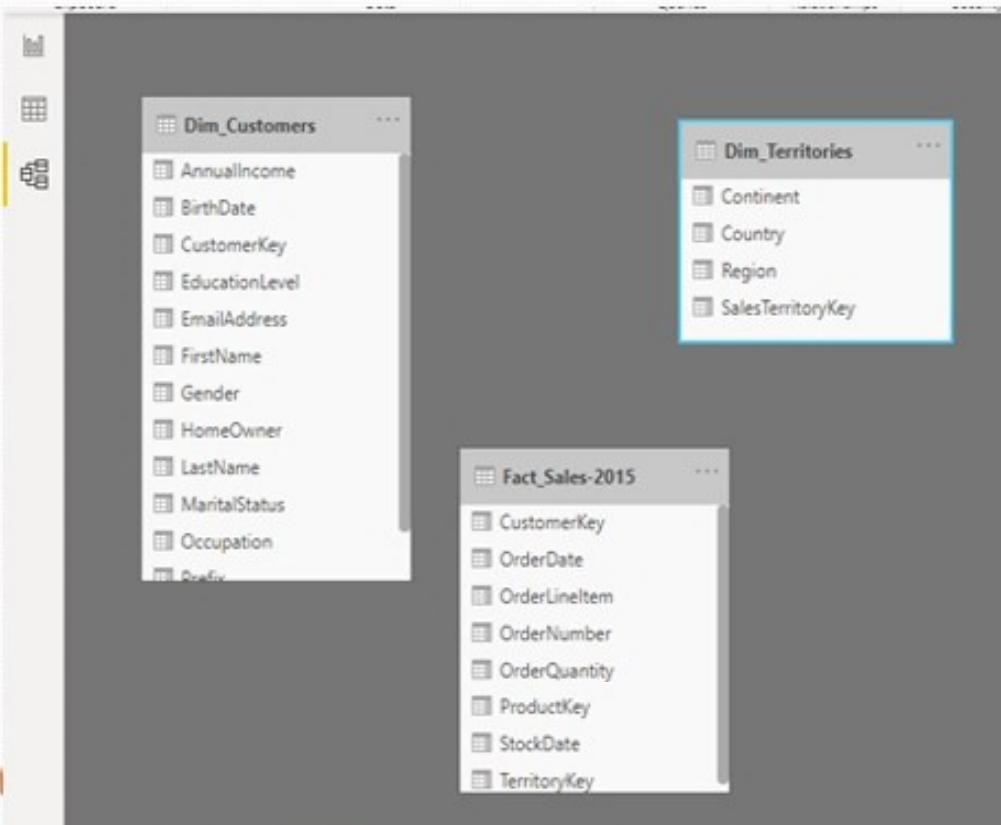 Dim_Customers
AnnualIncome
BirthDate
CustomerKey
EducationLevel
EmailAddress
FirstName
Gender
HomeOwner
LastName
MaritalStatus
Occupation
Prefix
Dim_Territories
Continent
Country
Region
SalesTerritoryKey
Fact_Sales-2015
CustomerKey
OrderDate
OrderLineItem
OrderNumber
OrderQuantity
ProductKey
StockDate
TerritoryKey